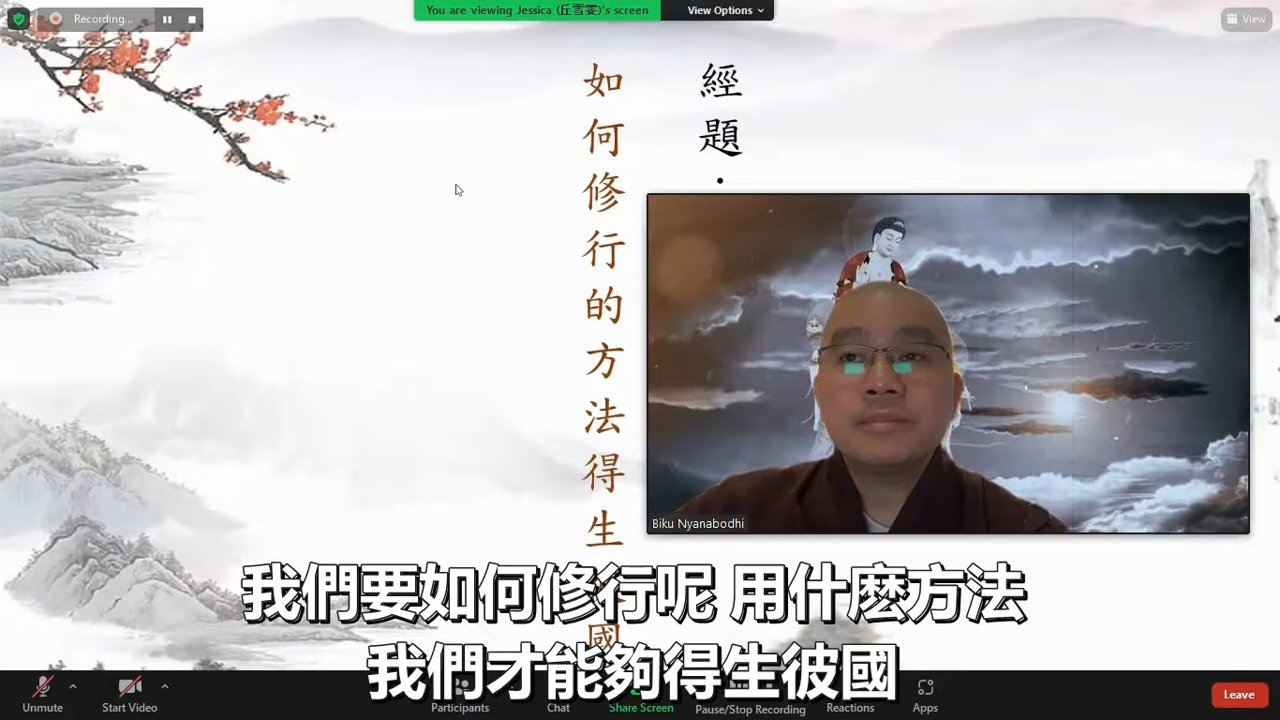 Recording...
You are viewing Jessica (丘雪雯)'s screen
View Options
View
經題·
如何修行的方法得生彼國
Biku Nyanabodhi
我們要如何修行呢 用什麽方法
我們才能夠得生彼國
Unmute
Start Video
Participants
Chat
Share Screen
Pause/Stop Recording
Reactions
Apps
Leave